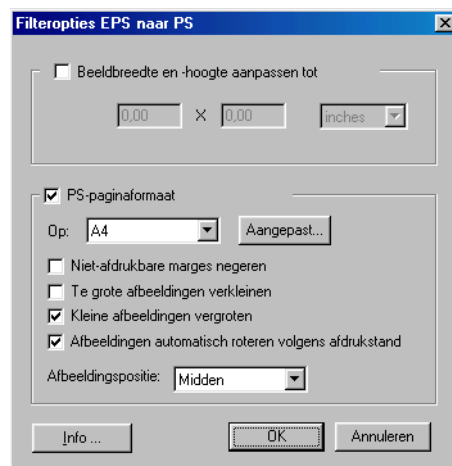 Filteropties EPS naar PS
Beeldbreedte en -hoogte aanpassen tot
0,00 X 0,00 inches
PS-paginaformaat
Op: A4 Aangepast...
Niet-afdrukbare marges negeren
Te grote afbeeldingen verkleinen
Kleine afbeeldingen vergroten
Afbeeldingen automatisch roteren volgens afdrukstand
Afbeeldingspositie: Midden
Info ... OK Annuleren